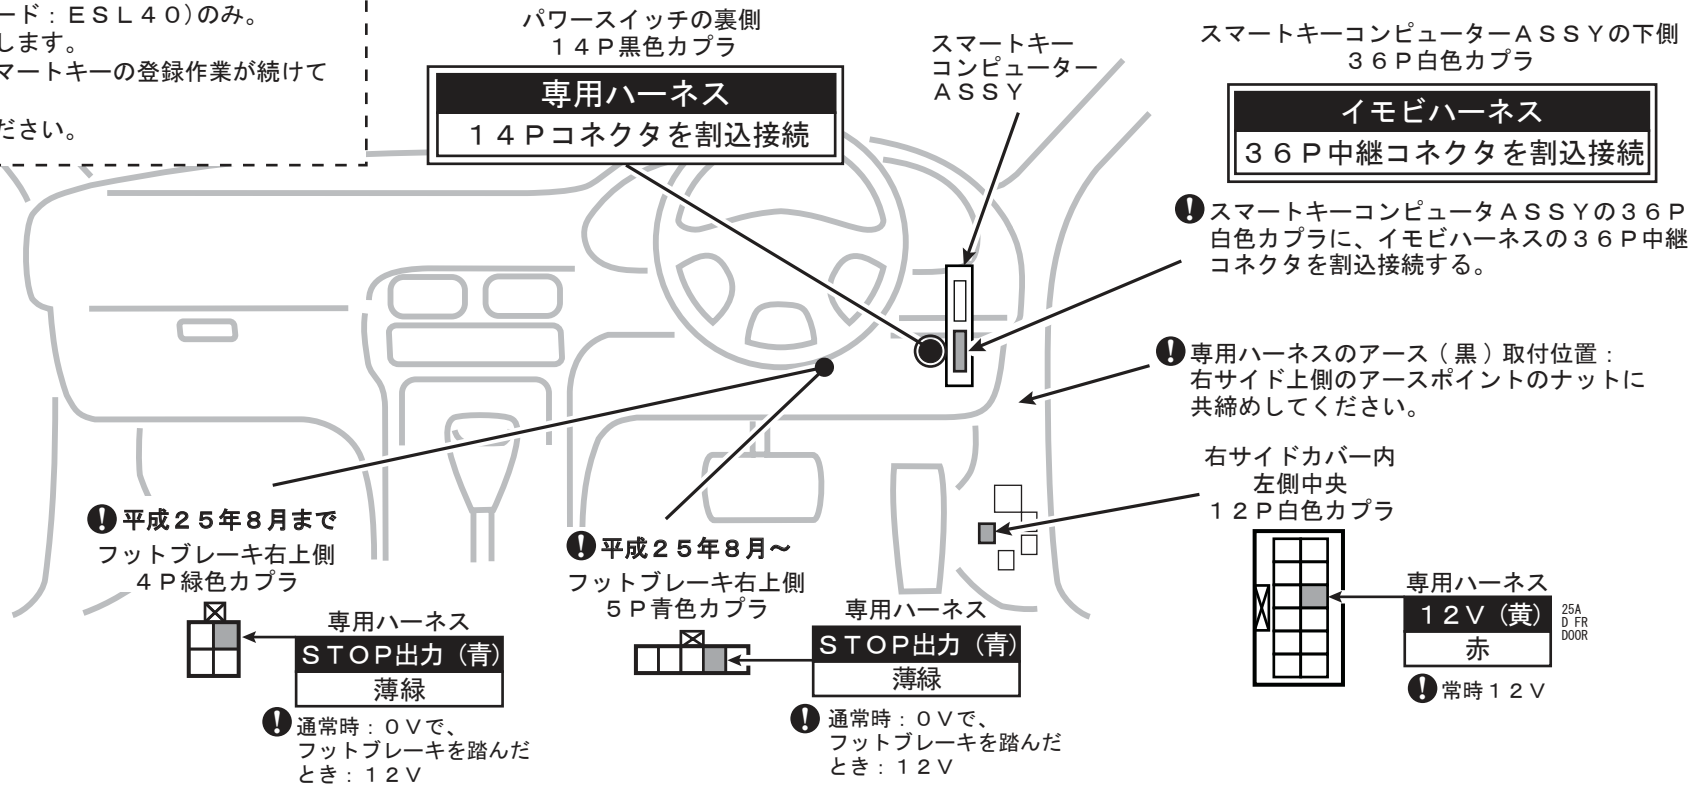 ード：ＥＳＬ４０）のみ。
します。
マートキーの登録作業が続けて
ださい。
パワースイッチの裏側
１４Ｐ黒色カプラ
専用ハーネス
１４Ｐコネクタを割込接続
スマートキー
コンピューター
ＡＳＳＹ
スマートキーコンピューターＡＳＳＹの下側
３６Ｐ白色カプラ
イモビハーネス
３６Ｐ中継コネクタを割込接続
スマートキーコンピュータＡＳＳＹの３６Ｐ
白色カプラに、イモビハーネスの３６Ｐ中継
コネクタを割込接続する。
専用ハーネスのアース（黒）取付位置：
右サイド上側のアースポイントのナットに
共締めしてください。
右サイドカバー内
左側中央
１２Ｐ白色カプラ
専用ハーネス
１２Ｖ（黄）
赤
25A
D FR
DOOR
常時１２Ｖ
平成２５年８月まで
フットブレーキ右上側
４Ｐ緑色カプラ
専用ハーネス
ＳＴＯＰ出力（青）
薄緑
通常時：０Ｖで、
フットブレーキを踏んだ
とき：１２Ｖ
平成２５年８月～
フットブレーキ右上側
５Ｐ青色カプラ
専用ハーネス
ＳＴＯＰ出力（青）
薄緑
通常時：０Ｖで、
フットブレーキを踏んだ
とき：１２Ｖ